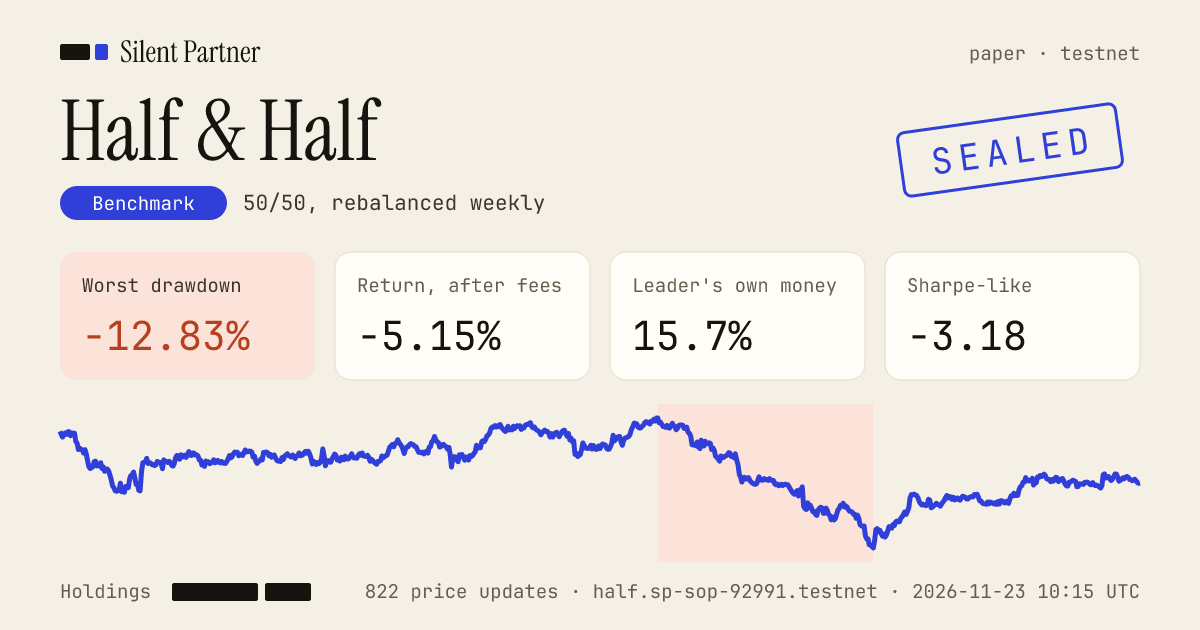 Silent Partner
paper · testnet
Half & Half
SEALED
Benchmark 50/50, rebalanced weekly
Worst drawdown
-12.83%
Return, after fees
-5.15%
Leader's own money
15.7%
Sharpe-like
-3.18
Holdings
822 price updates · half.sp-sop-92991.testnet · 2026-11-23 10:15 UTC